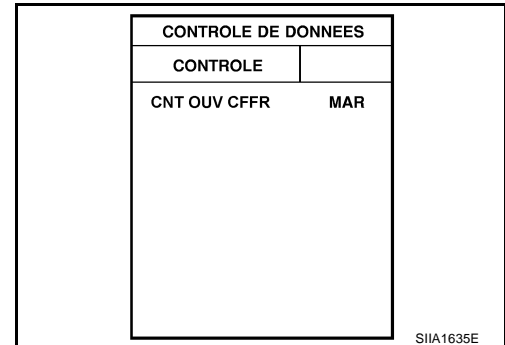 CONTROLE DE DONNEES
CONTROLE
CNT OUV CFFR MAR
SIIA1635E